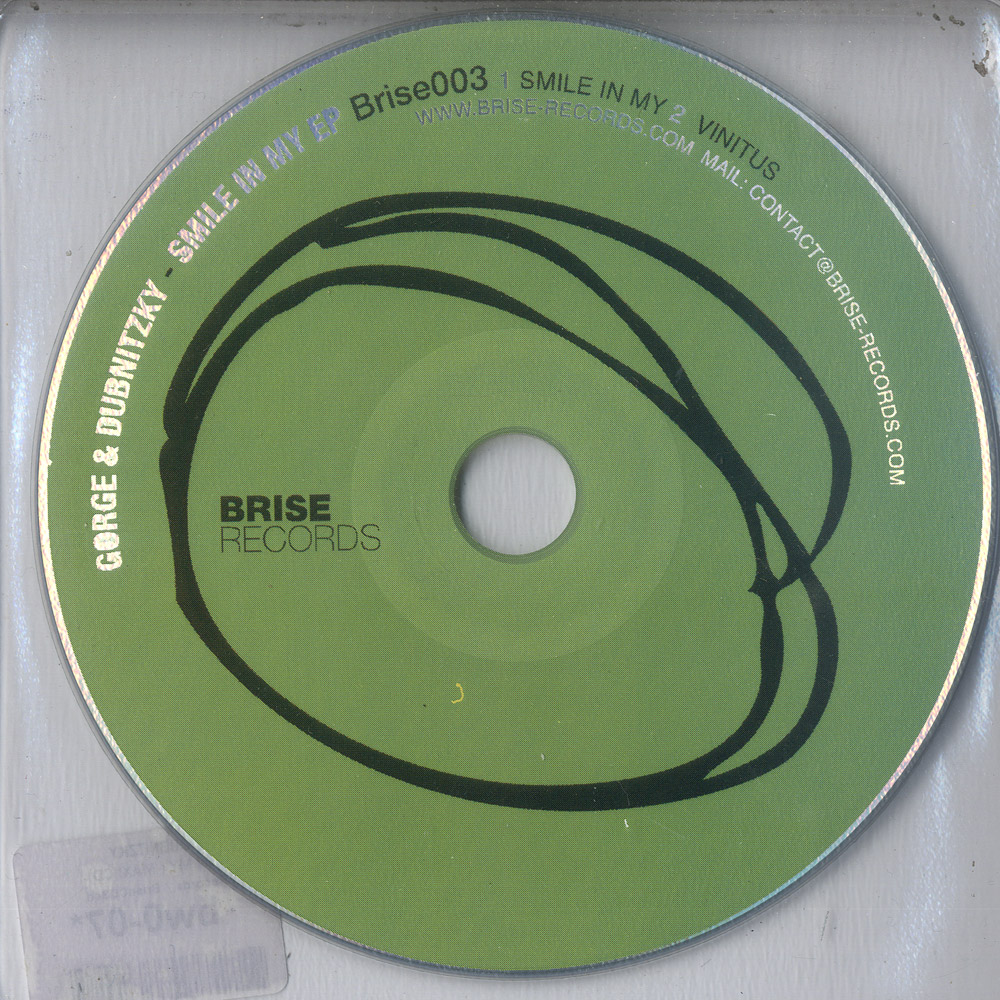 GORGE & DUBNITZKY - SMILE IN MY EP Brise003 1 SMILE IN MY 2 VINITUS
WWW.BRISE-RECORDS.COM MAIL: CONTACT@BRISE-RECORDS.COM
BRISE
RECORDS